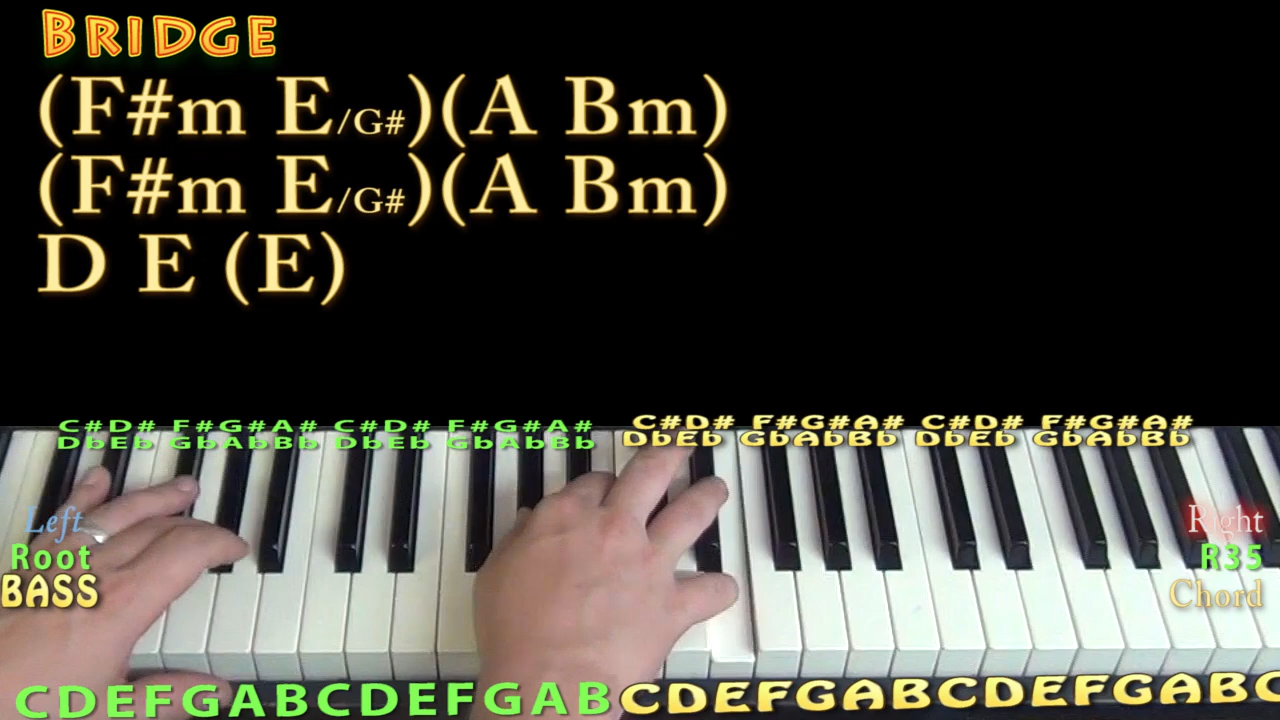 BRIDGE
(F#m E/G#)(A Bm)
(F#m E/G#)(A Bm)
D E (E)
C#D# F#G#A# C#D# F#G#A# C#D# F#G#A# C#D# F#G#A#
DbEb GbAbBb DbEb GbAbBb DbEb GbAbBb DbEb GbAbBb
Left
Root
BASS
Right
R35
Chord
CDEFGABCDEFGAB CDEFGABCDEFGABC